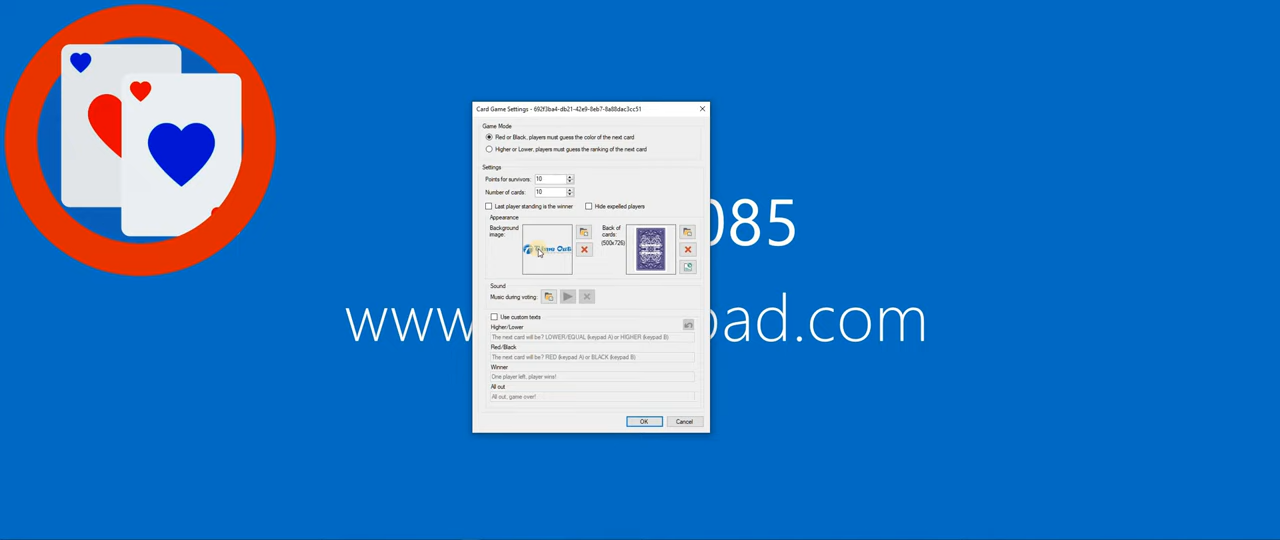 Card Game Settings - 692f3ba4-db21-42e9-8eb7-8a88dac3cc51
Game Mode
Red or Black, players must guess the color of the next card
Higher or Lower, players must guess the ranking of the next card
Settings
Points for survivors: 10
Number of cards: 10
Last player standing is the winner
Hide expelled players
Appearance
Background image:
Back of cards: (500x726)
Sound
Music during voting:
Use custom texts
Higher/Lower
The next card will be? LOWER/EQUAL (keypad A) or HIGHER (keypad B)
Red/Black
The next card will be? RED (keypad A) or BLACK (keypad B)
Winner
One player left, player wins!
All out
All out, game over!
OK
Cancel
085
www.
pad.com